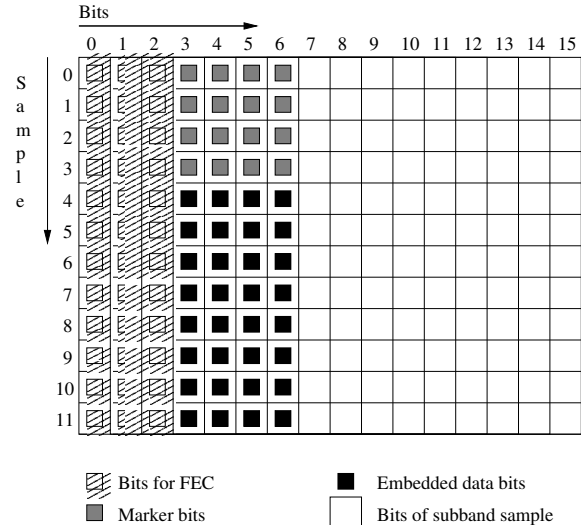 Bits
0 1 2 3 4 5 6 7 8 9 10 11 12 13 14 15
Sample
0
1
2
3
4
5
6
7
8
9
10
11
Bits for FEC
Embedded data bits
Marker bits
Bits of subband sample